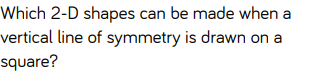 Which 2-D shapes can be made when a
vertical line of symmetry is drawn on a
square?